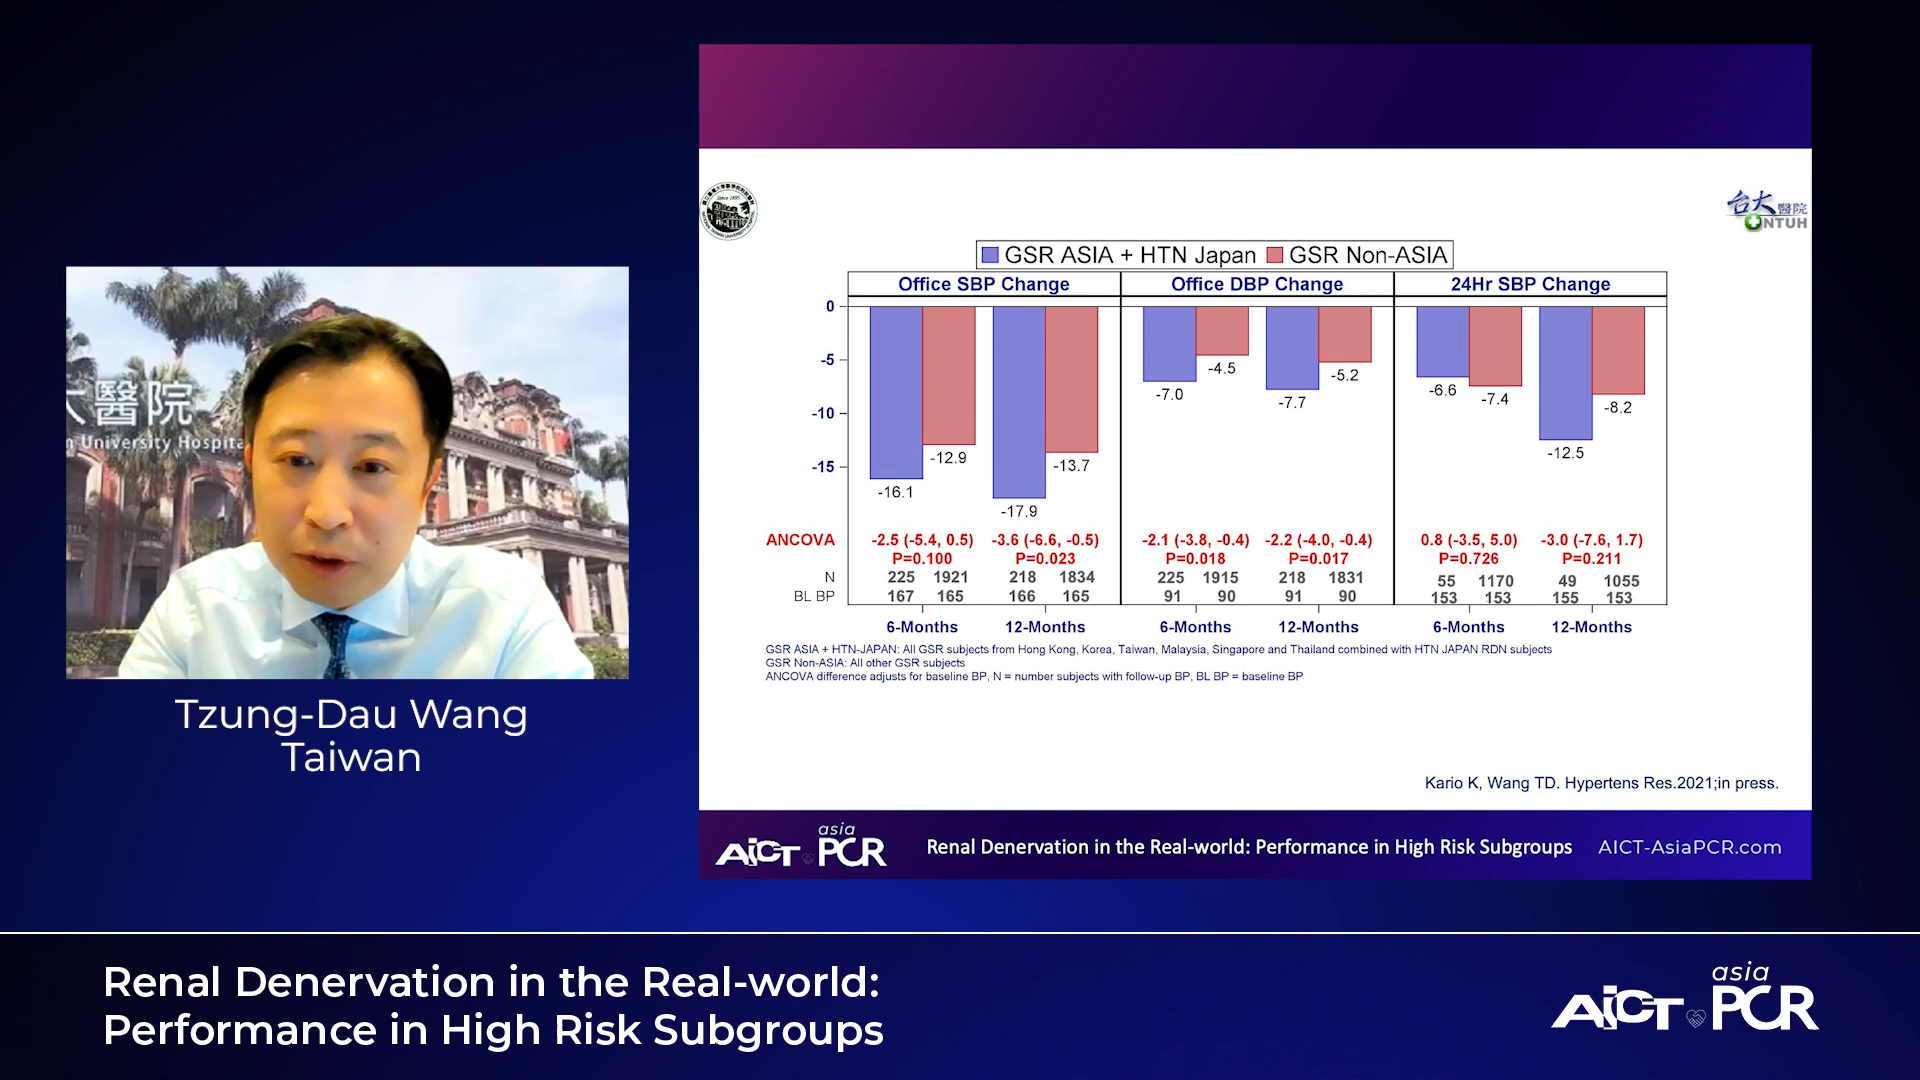 大醫院
n University Hospita
Tzung-Dau Wang
Taiwan
Since 1895
台大醫院
NTUH
GSR ASIA + HTN Japan GSR Non-ASIA
Office SBP Change Office DBP Change 24Hr SBP Change
0
-5
-10
-15
-16.1 -12.9 -17.9 -13.7 -7.0 -4.5 -7.7 -5.2 -6.6 -7.4 -12.5 -8.2
ANCOVA -2.5 (-5.4, 0.5) -3.6 (-6.6, -0.5) -2.1 (-3.8, -0.4) -2.2 (-4.0, -0.4) 0.8 (-3.5, 5.0) -3.0 (-7.6, 1.7)
P=0.100 P=0.023 P=0.018 P=0.017 P=0.726 P=0.211
N 225 1921 218 1834 225 1915 218 1831 55 1170 49 1055
BL BP 167 165 166 165 91 90 91 90 153 153 155 153
6-Months 12-Months 6-Months 12-Months 6-Months 12-Months
GSR ASIA + HTN-JAPAN: All GSR subjects from Hong Kong, Korea, Taiwan, Malaysia, Singapore and Thailand combined with HTN JAPAN RDN subjects
GSR Non-ASIA: All other GSR subjects
ANCOVA difference adjusts for baseline BP, N = number subjects with follow-up BP, BL BP = baseline BP
Kario K, Wang TD. Hypertens Res.2021;in press.
AICT asia PCR Renal Denervation in the Real-world: Performance in High Risk Subgroups AICT-AsiaPCR.com
Renal Denervation in the Real-world:
Performance in High Risk Subgroups
AICT asia PCR